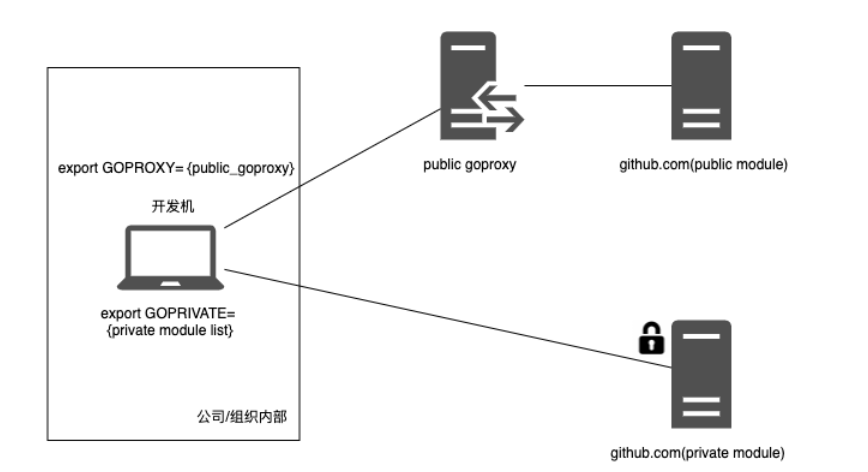 export GOPROXY= {public_goproxy}
开发机
export GOPRIVATE=
{private module list}
公司/组织内部
public goproxy
github.com(public module)
github.com(private module)